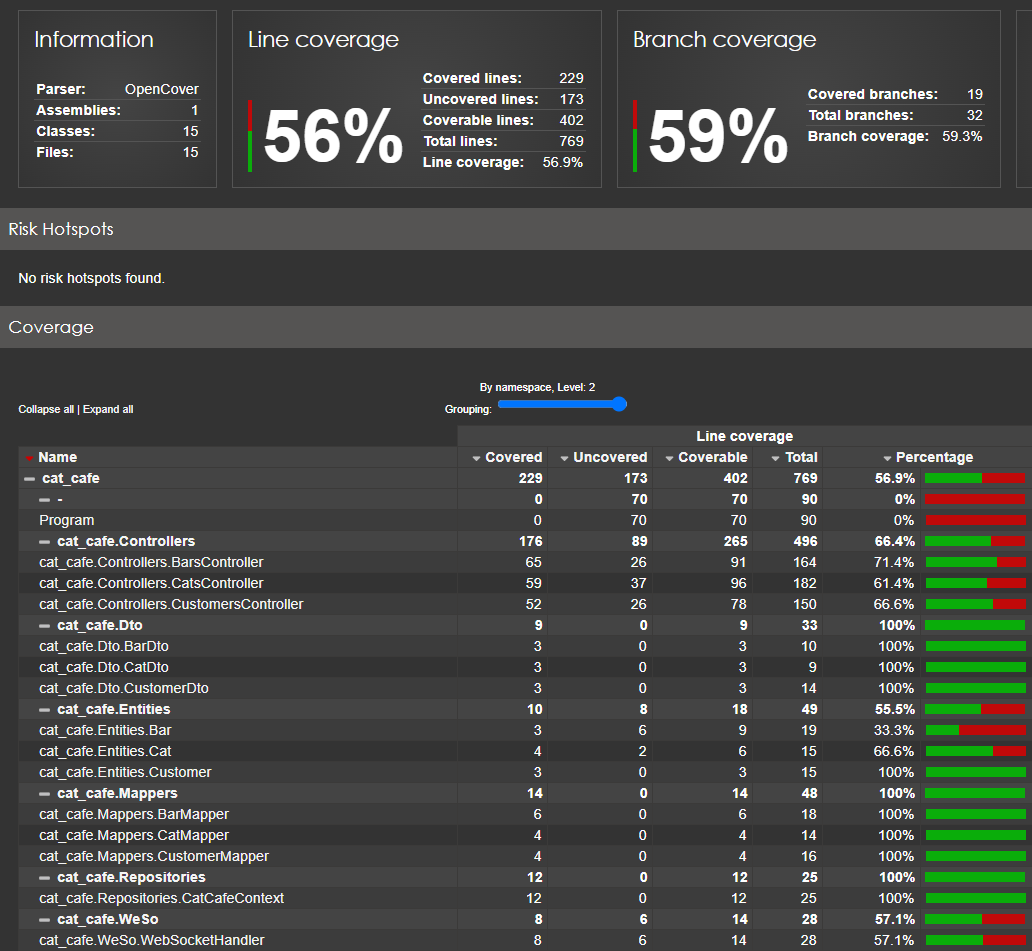 Information
Parser: OpenCover
Assemblies: 1
Classes: 15
Files: 15
Line coverage
56%
Covered lines: 229
Uncovered lines: 173
Coverable lines: 402
Total lines: 769
Line coverage: 56.9%
Branch coverage
59%
Covered branches: 19
Total branches: 32
Branch coverage: 59.3%
Risk Hotspots
No risk hotspots found.
Coverage
By namespace, Level: 2
Collapse all | Expand all
Grouping:
Line coverage
Name Covered Uncovered Coverable Total Percentage
cat_cafe 229 173 402 769 56.9%
- 0 70 70 90 0%
Program 0 70 70 90 0%
cat_cafe.Controllers 176 89 265 496 66.4%
cat_cafe.Controllers.BarsController 65 26 91 164 71.4%
cat_cafe.Controllers.CatsController 59 37 96 182 61.4%
cat_cafe.Controllers.CustomersController 52 26 78 150 66.6%
cat_cafe.Dto 9 0 9 33 100%
cat_cafe.Dto.BarDto 3 0 3 10 100%
cat_cafe.Dto.CatDto 3 0 3 9 100%
cat_cafe.Dto.CustomerDto 3 0 3 14 100%
cat_cafe.Entities 10 8 18 49 55.5%
cat_cafe.Entities.Bar 3 6 9 19 33.3%
cat_cafe.Entities.Cat 4 2 6 15 66.6%
cat_cafe.Entities.Customer 3 0 3 15 100%
cat_cafe.Mappers 14 0 14 48 100%
cat_cafe.Mappers.BarMapper 6 0 6 18 100%
cat_cafe.Mappers.CatMapper 4 0 4 14 100%
cat_cafe.Mappers.CustomerMapper 4 0 4 16 100%
cat_cafe.Repositories 12 0 12 25 100%
cat_cafe.Repositories.CatCafeContext 12 0 12 25 100%
cat_cafe.WeSo 8 6 14 28 57.1%
cat_cafe.WeSo.WebSocketHandler 8 6 14 28 57.1%